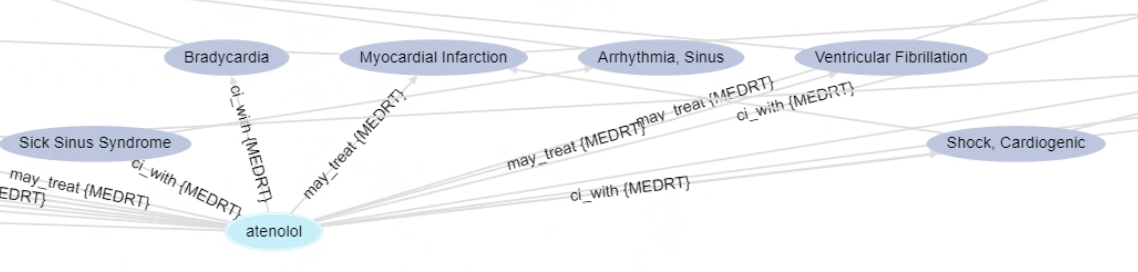 Bradycardia
Myocardial Infarction
Arrhythmia, Sinus
Ventricular Fibrillation
ci_with {MEDRT}
may_treat {MEDRT}
may_treat {MEDRT}
may_treat {MEDRT}
ci_with {MEDRT}
Sick Sinus Syndrome
Shock, Cardiogenic
ci_with {MEDRT}
may_treat {MEDRT}
EDRT}
ci_with {MEDRT}
atenolol